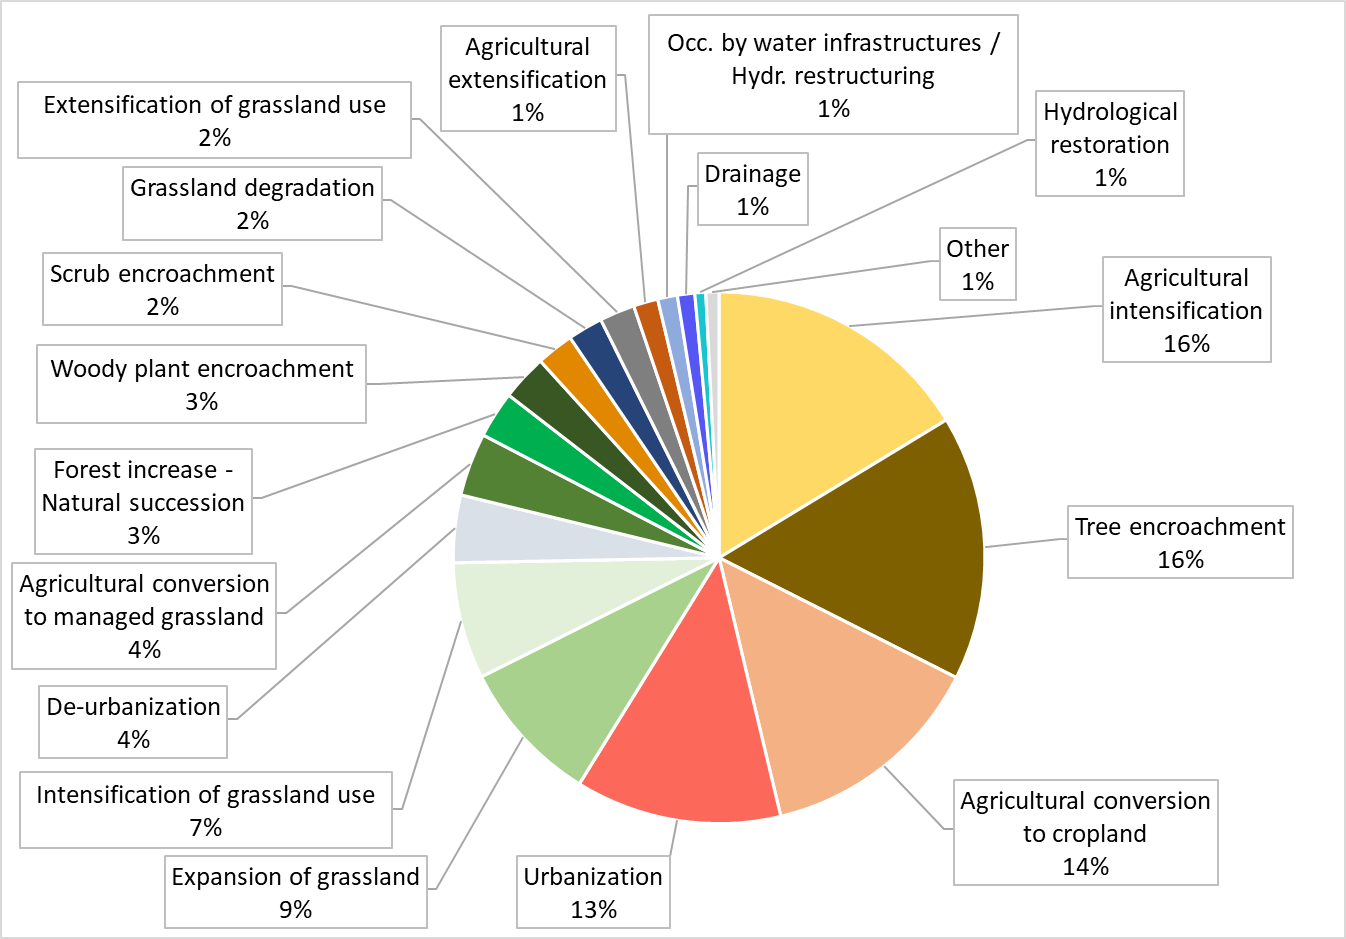 Agricultural
extensification
1%
Occ. by water infrastructures /
Hydr. restructuring
1%
Extensification of grassland use
2%
Hydrological
restoration
1%
Drainage
1%
Grassland degradation
2%
Other
1%
Scrub encroachment
2%
Agricultural
intensification
16%
Woody plant encroachment
3%
Forest increase -
Natural succession
3%
Tree encroachment
16%
Agricultural conversion
to managed grassland
4%
De-urbanization
4%
Intensification of grassland use
7%
Agricultural conversion
to cropland
14%
Expansion of grassland
9%
Urbanization
13%